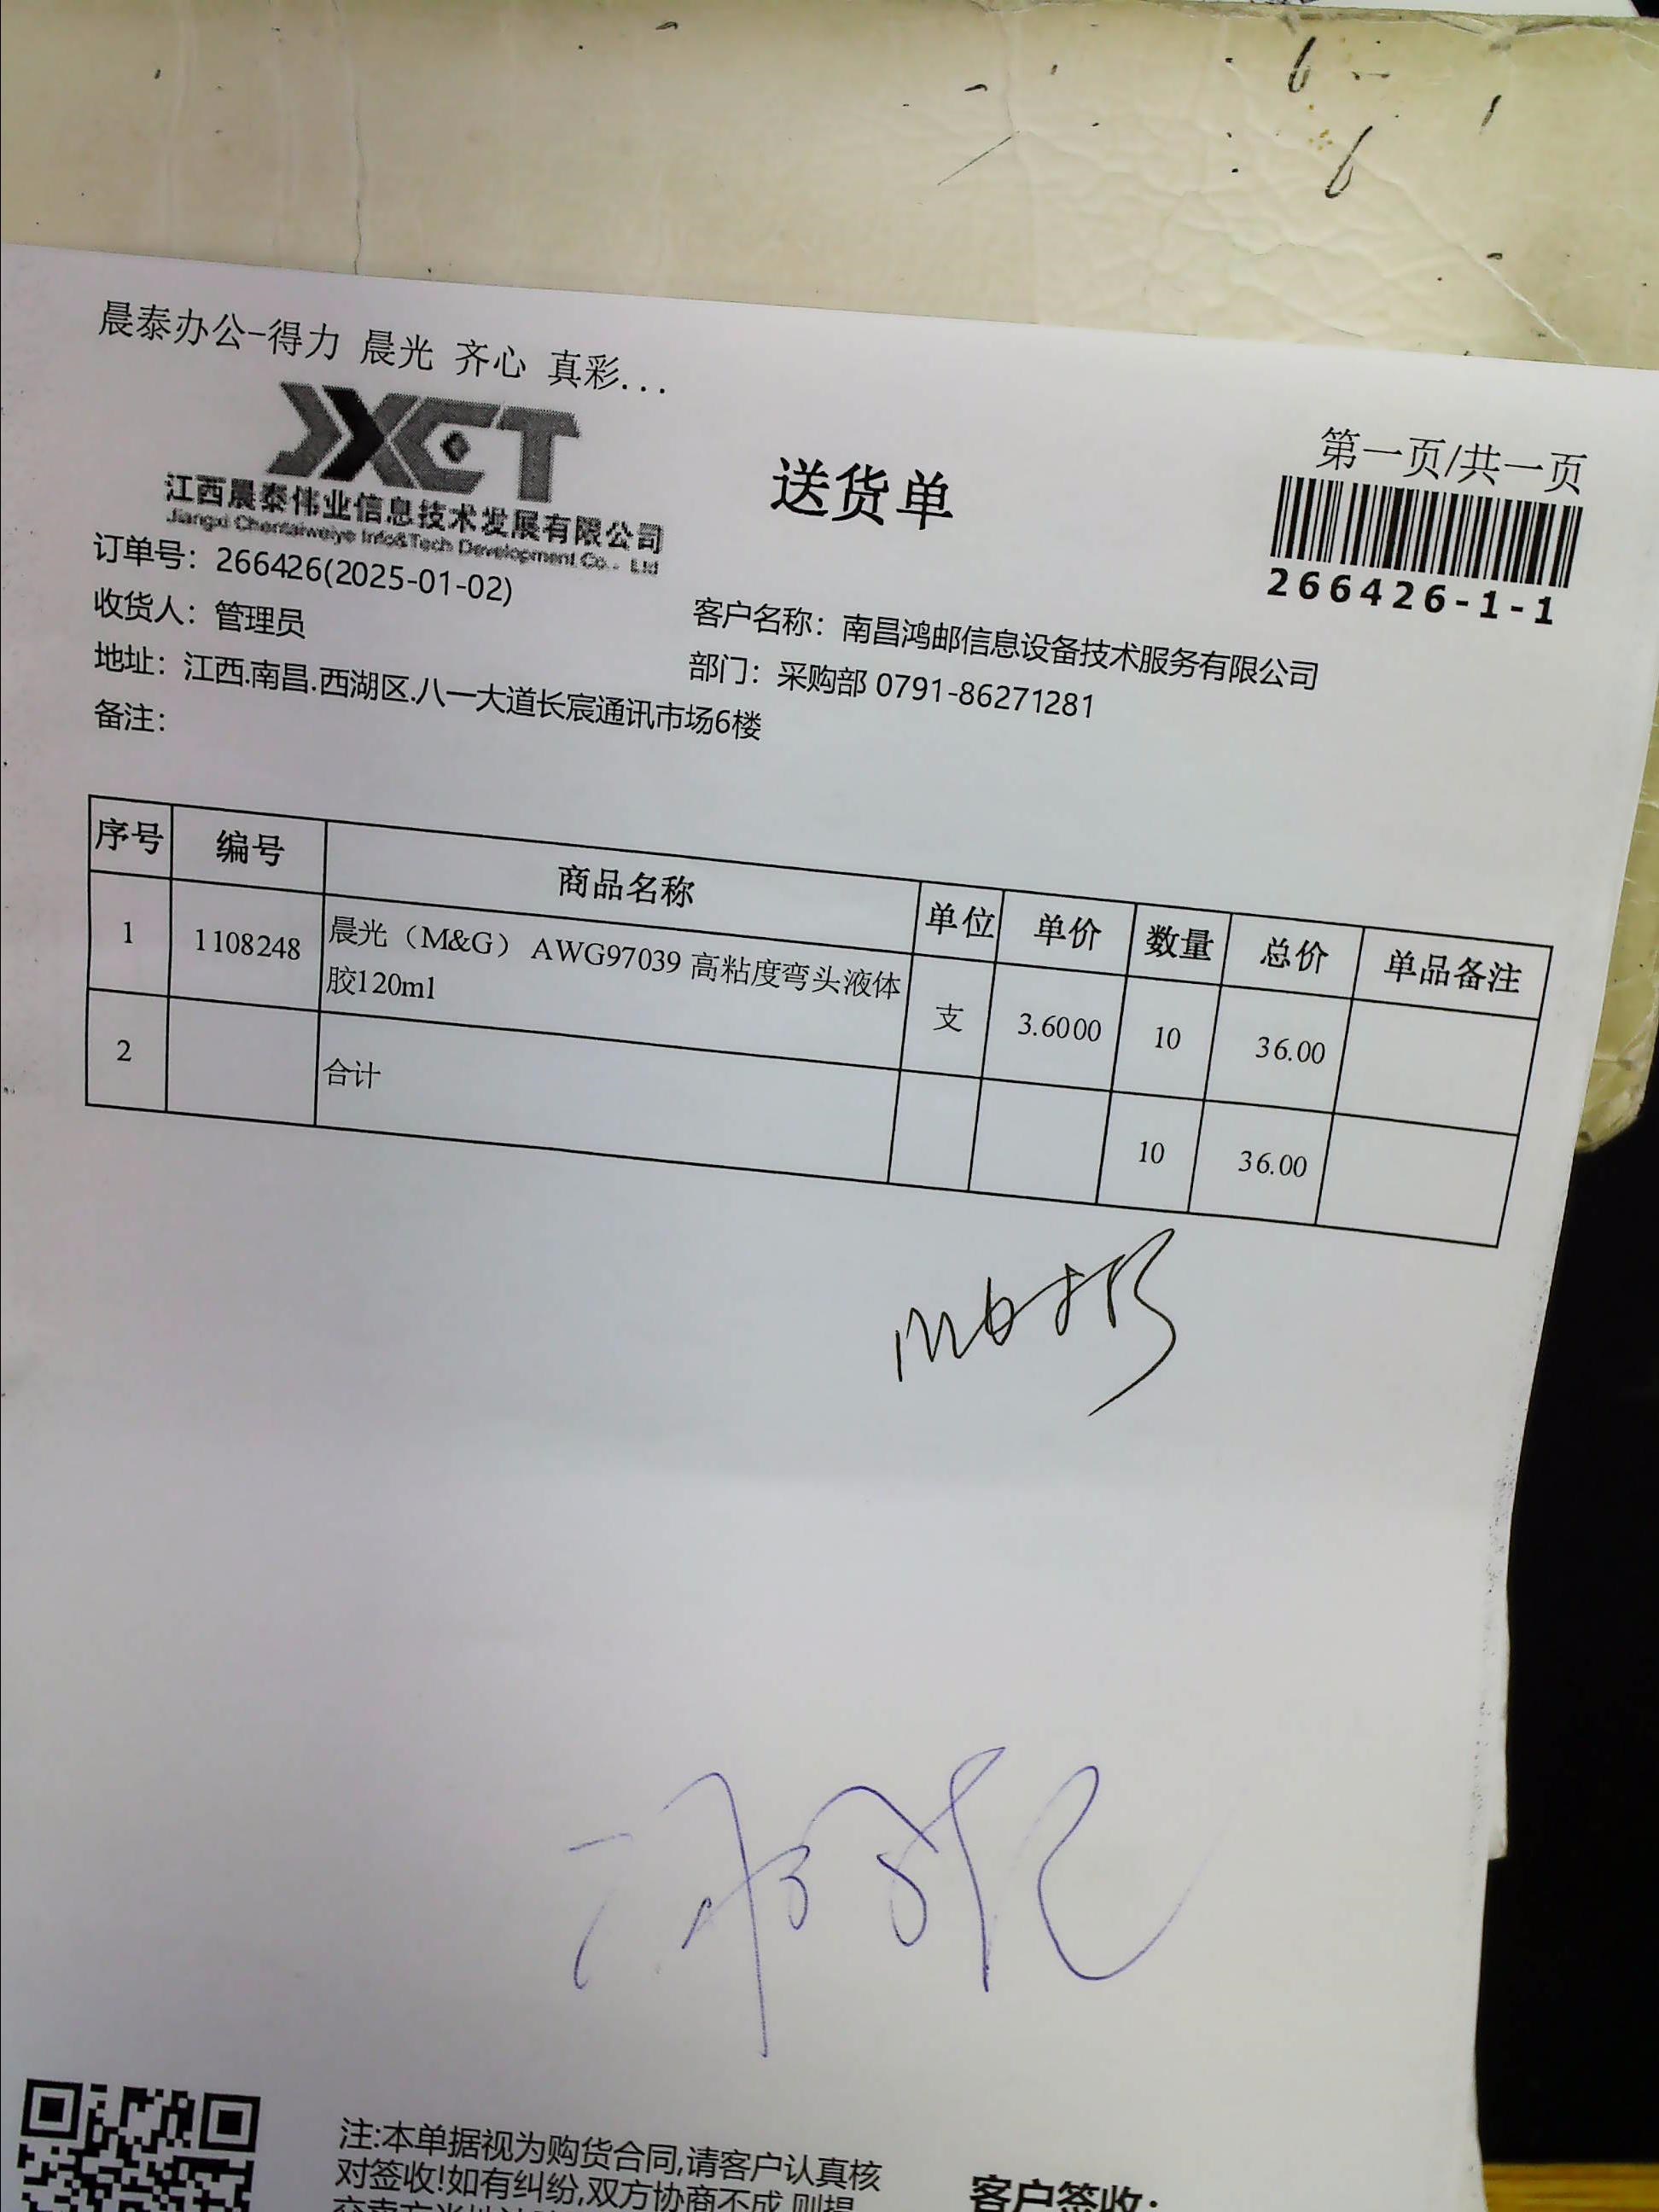 晨泰办公-得力 晨光 齐心 真彩...
JXCT
江西晨泰伟业信息技术发展有限公司
Jiangxi Chentaiweiye Info&Tech Development Co., Ltd
送货单
第一页/共一页
266426-1-1
订单号：266426(2025-01-02)
收货人：管理员
客户名称：南昌鸿邮信息设备技术服务有限公司
地址：江西.南昌.西湖区.八一大道长宸通讯市场6楼
部门：采购部 0791-86271281
备注：
序号 编号 商品名称 单位 单价 数量 总价 单品备注
1 1108248 晨光（M&G） AWG97039 高粘度弯头液体 支 3.6000 10 36.00
胶120ml
2 合计 10 36.00
注:本单据视为购货合同,请客户认真核
对签收!如有纠纷,双方协商不成,则提
客户签收: